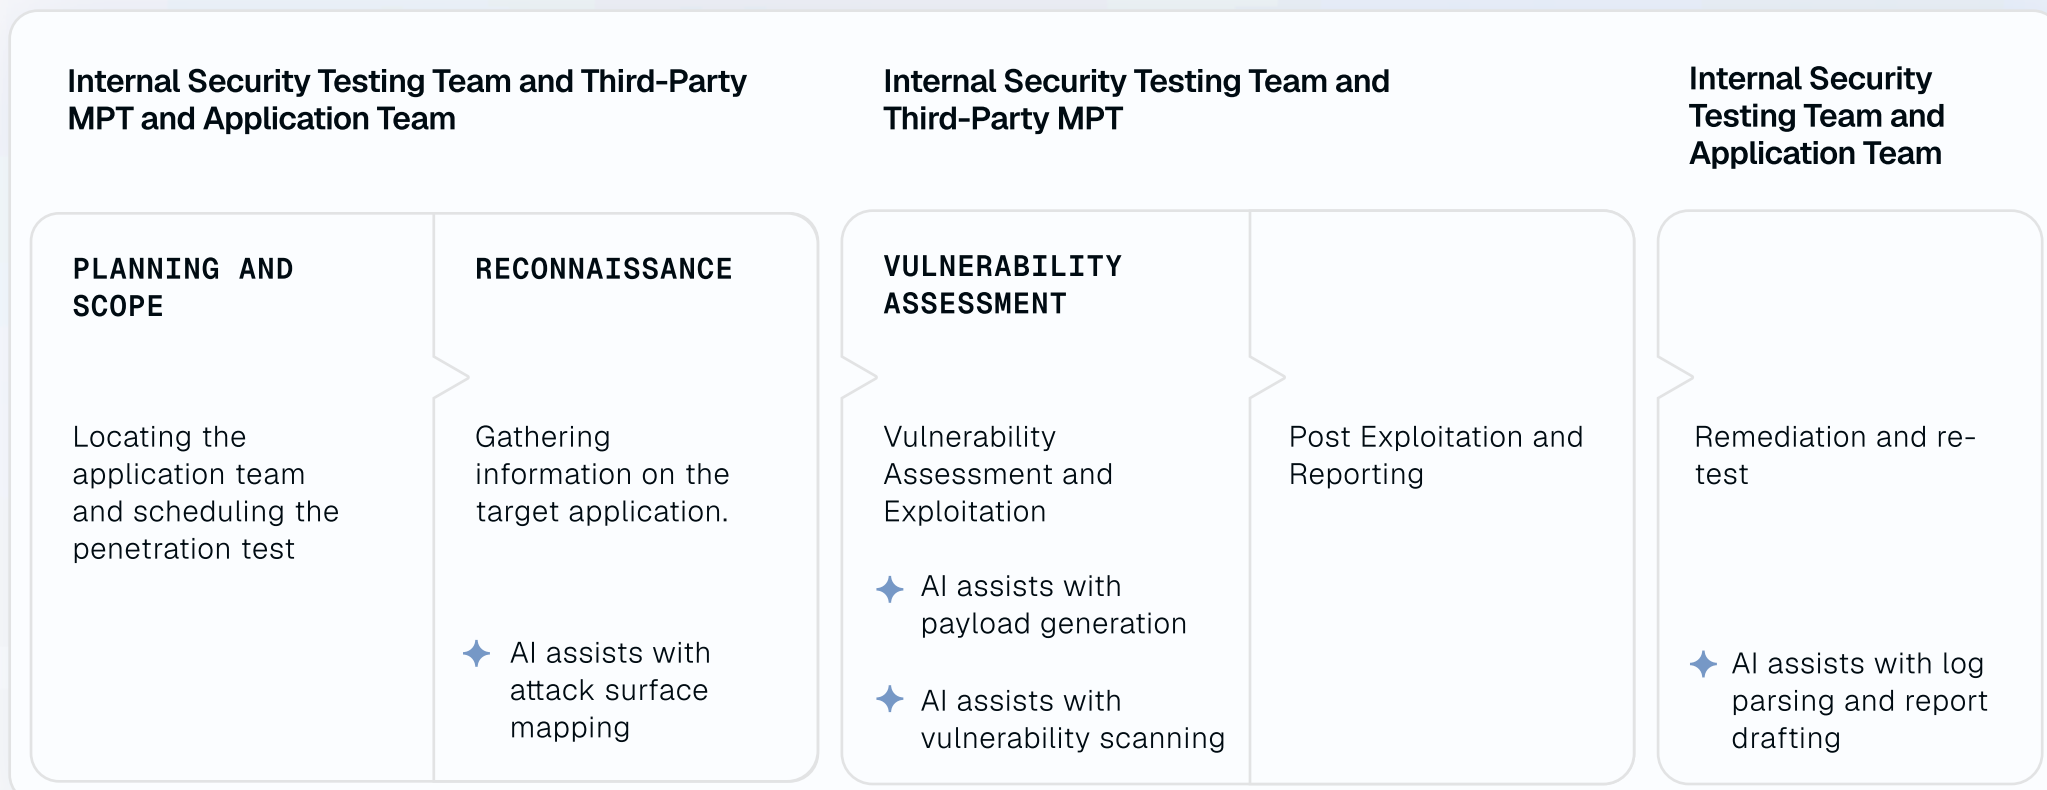 Internal Security Testing Team and Third-Party
MPT and Application Team
Internal Security Testing Team and
Third-Party MPT
Internal Security
Testing Team and
Application Team
PLANNING AND
SCOPE
Locating the
application team
and scheduling the
penetration test
RECONNAISSANCE
Gathering
information on the
target application.
AI assists with
attack surface
mapping
VULNERABILITY
ASSESSMENT
Vulnerability
Assessment and
Exploitation
AI assists with
payload generation
AI assists with
vulnerability scanning
Post Exploitation and
Reporting
Remediation and re-
test
AI assists with log
parsing and report
drafting